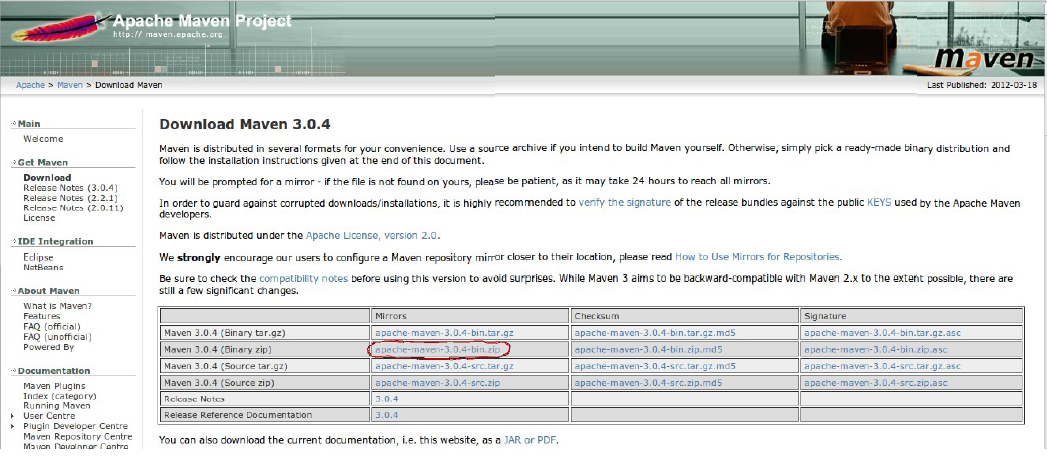 Apache Maven Project
http://maven.apache.org
maven
Apache > Maven > Download Maven
Last Published: 2012-03-18
Main
Welcome
Get Maven
Download
Release Notes (3.0.4)
Release Notes (2.2.1)
Release Notes (2.0.11)
License
IDE Integration
Eclipse
NetBeans
About Maven
What is Maven?
Features
FAQ (official)
FAQ (unofficial)
Powered By
Documentation
Maven Plugins
Index (category)
Running Maven
User Centre
Plugin Developer Centre
Maven Repository Centre
Maven Developer Centre
Download Maven 3.0.4
Maven is distributed in several formats for your convenience. Use a source archive if you intend to build Maven yourself. Otherwise, simply pick a ready-made binary distribution and
follow the installation instructions given at the end of this document.
You will be prompted for a mirror - if the file is not found on yours, please be patient, as it may take 24 hours to reach all mirrors.
In order to guard against corrupted downloads/installations, it is highly recommended to verify the signature of the release bundles against the public KEYS used by the Apache Maven
developers.
Maven is distributed under the Apache License, version 2.0.
We strongly encourage our users to configure a Maven repository mirror closer to their location, please read How to Use Mirrors for Repositories.
Be sure to check the compatibility notes before using this version to avoid surprises. While Maven 3 aims to be backward-compatible with Maven 2.x to the extent possible, there are
still a few significant changes.
Mirrors Checksum Signature
Maven 3.0.4 (Binary tar.gz) apache-maven-3.0.4-bin.tar.gz apache-maven-3.0.4-bin.tar.gz.md5 apache-maven-3.0.4-bin.tar.gz.asc
Maven 3.0.4 (Binary zip) apache-maven-3.0.4-bin.zip apache-maven-3.0.4-bin.zip.md5 apache-maven-3.0.4-bin.zip.asc
Maven 3.0.4 (Source tar.gz) apache-maven-3.0.4-src.tar.gz apache-maven-3.0.4-src.tar.gz.md5 apache-maven-3.0.4-src.tar.gz.asc
Maven 3.0.4 (Source zip) apache-maven-3.0.4-src.zip apache-maven-3.0.4-src.zip.md5 apache-maven-3.0.4-src.zip.asc
Release Notes 3.0.4
Release Reference Documentation 3.0.4
You can also download the current documentation, i.e. this website, as a JAR or PDF.